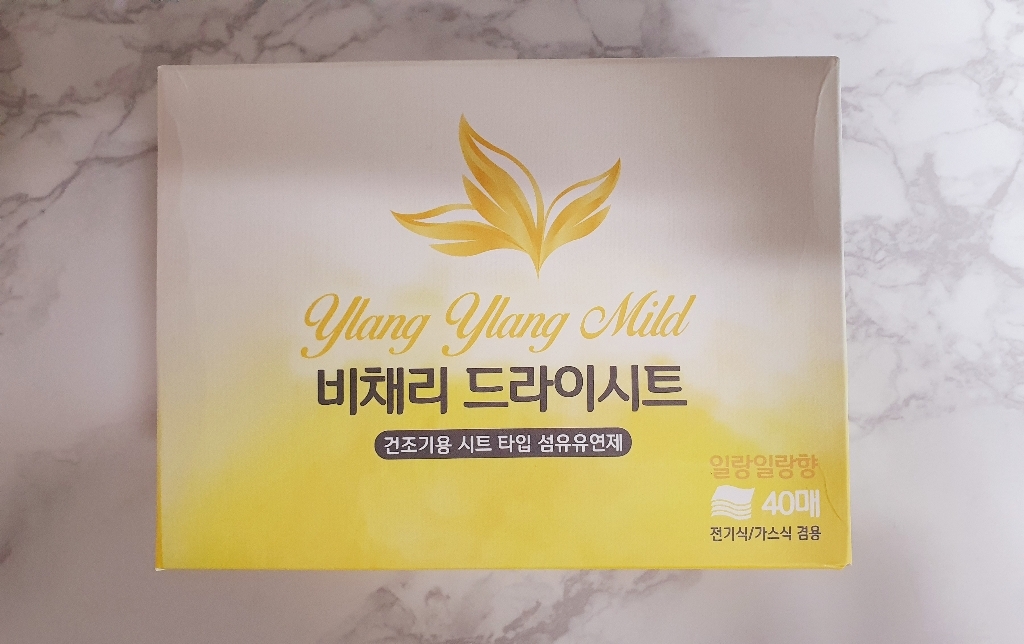 Ylang Ylang Mild
비채리 드라이시트
건조기용 시트 타입 섬유유연제
일랑일랑향
40매
전기식/가스식 겸용